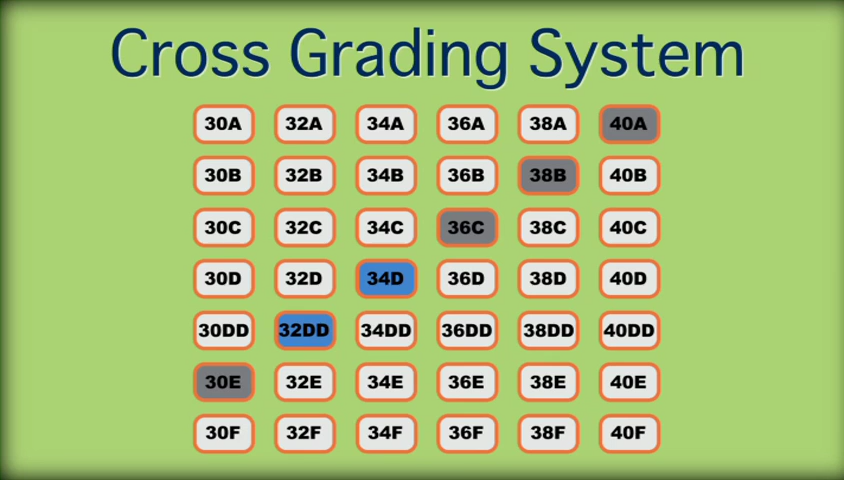 Cross Grading System
30A 32A 34A 36A 38A 40A
30B 32B 34B 36B 38B 40B
30C 32C 34C 36C 38C 40C
30D 32D 34D 36D 38D 40D
30DD 32DD 34DD 36DD 38DD 40DD
30E 32E 34E 36E 38E 40E
30F 32F 34F 36F 38F 40F